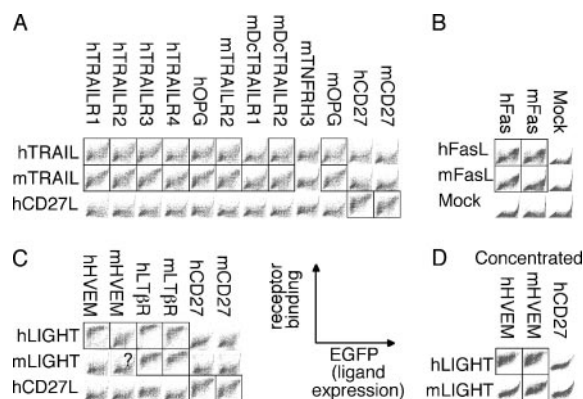 A
hTRAILR1
hTRAILR2
hTRAILR3
hTRAILR4
hOPG
mTRAILR2
mDcTRAILR1
mDcTRAILR2
mTNFRH3
mOPG
hCD27
mCD27
hTRAIL
mTRAIL
hCD27L
B
hFas
mFas
Mock
hFasL
mFasL
Mock
C
hHVEM
mHVEM
hLTβR
mLTβR
hCD27
mCD27
hLIGHT
mLIGHT
?
hCD27L
receptor
binding
EGFP
(ligand
expression)
D
Concentrated
hHVEM
mHVEM
hCD27
hLIGHT
mLIGHT